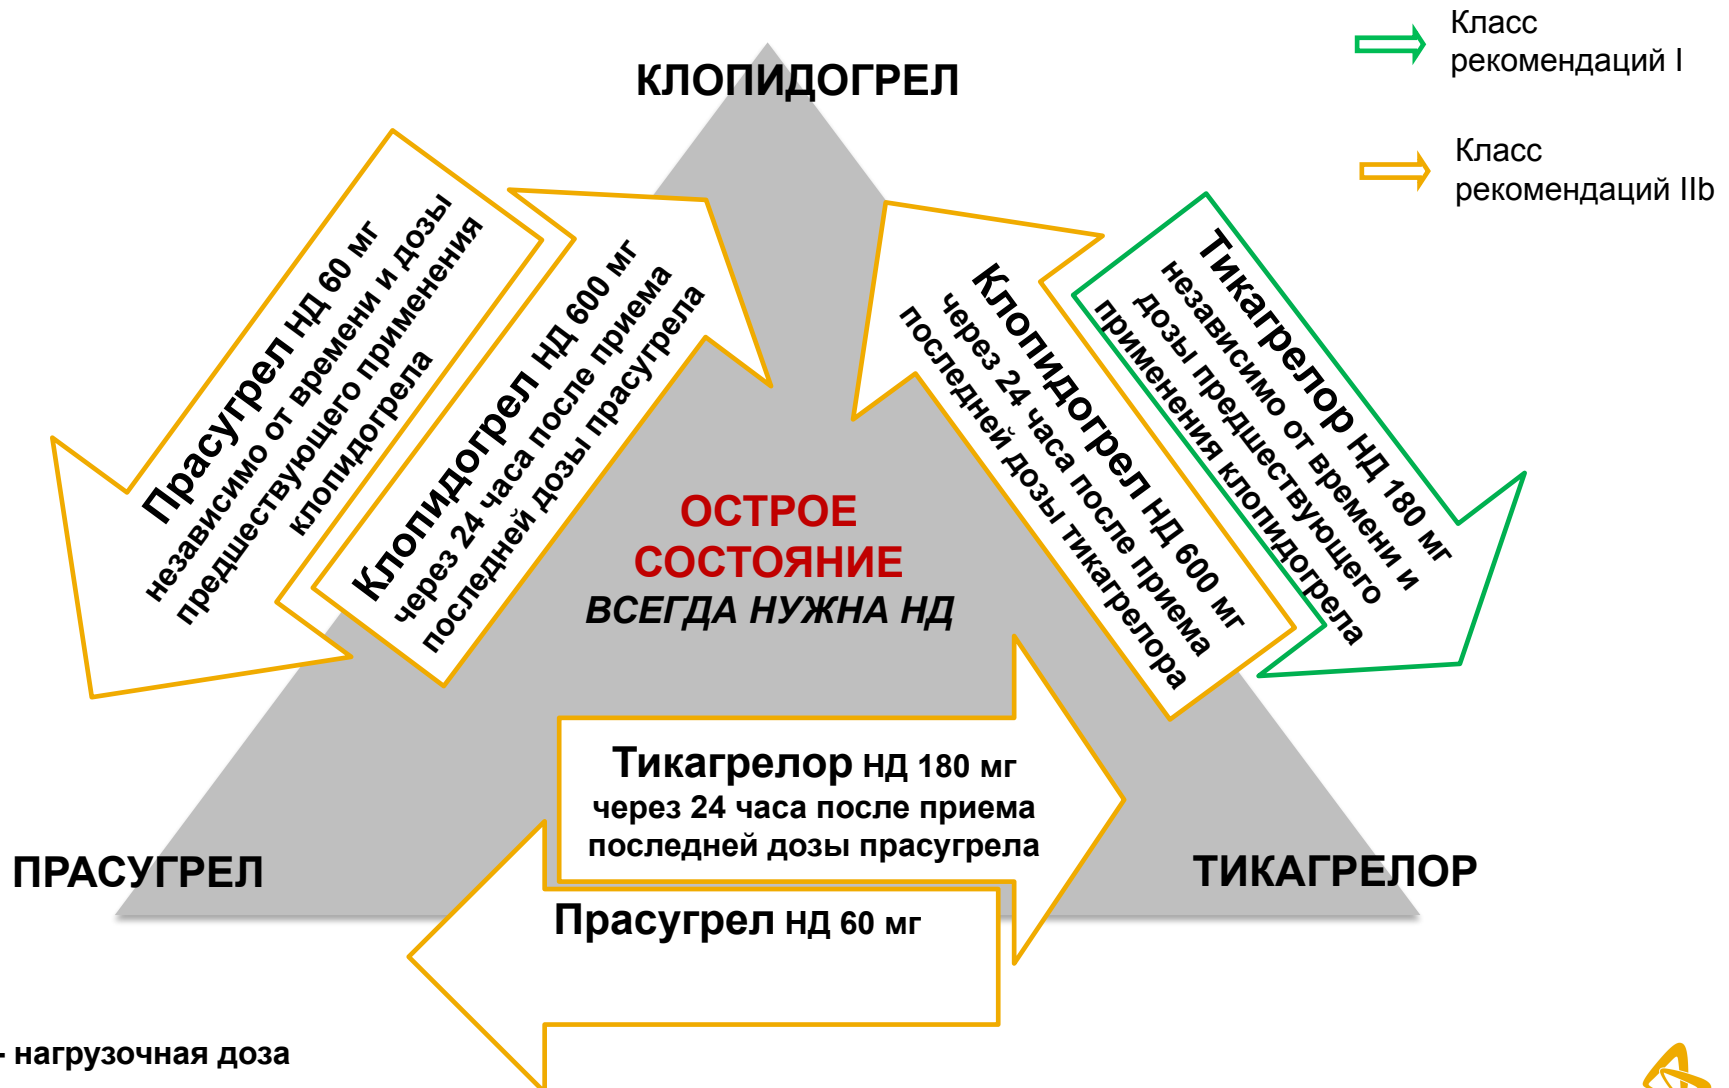 Класс
рекомендаций I
Класс
рекомендаций IIb
КЛОПИДОГРЕЛ
Прасугрел НД 60 мг
независимо от времени и дозы
предшествующего применения
клопидогрела
Клопидогрел НД 600 мг
через 24 часа после приема
последней дозы прасугрела
Клопидогрел НД 600 мг
через 24 часа после приема
последней дозы тикагрелора
Тикагрелор НД 180 мг
независимо от времени и
дозы предшествующего
применения клопидогрела
ОСТРОЕ
СОСТОЯНИЕ
ВСЕГДА НУЖНА НД
Тикагрелор НД 180 мг
через 24 часа после приема
последней дозы прасугрела
ПРАСУГРЕЛ
ТИКАГРЕЛОР
Прасугрел НД 60 мг
- нагрузочная доза